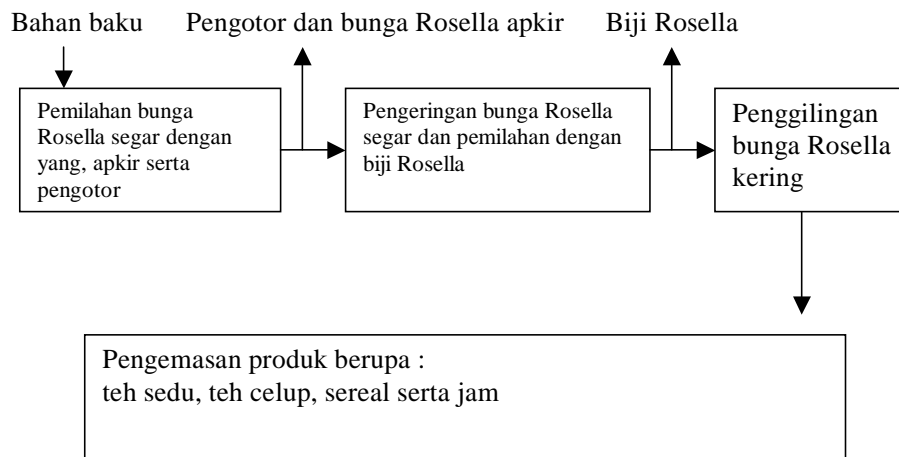 Bahan baku
Pengotor dan bunga Rosella apkir
Biji Rosella
Pemilahan bunga
Rosella segar dengan
yang, apkir serta
pengotor
Pengeringan bunga Rosella
segar dan pemilahan dengan
biji Rosella
Penggilingan
bunga Rosella
kering
Pengemasan produk berupa :
teh sedu, teh celup, sereal serta jam